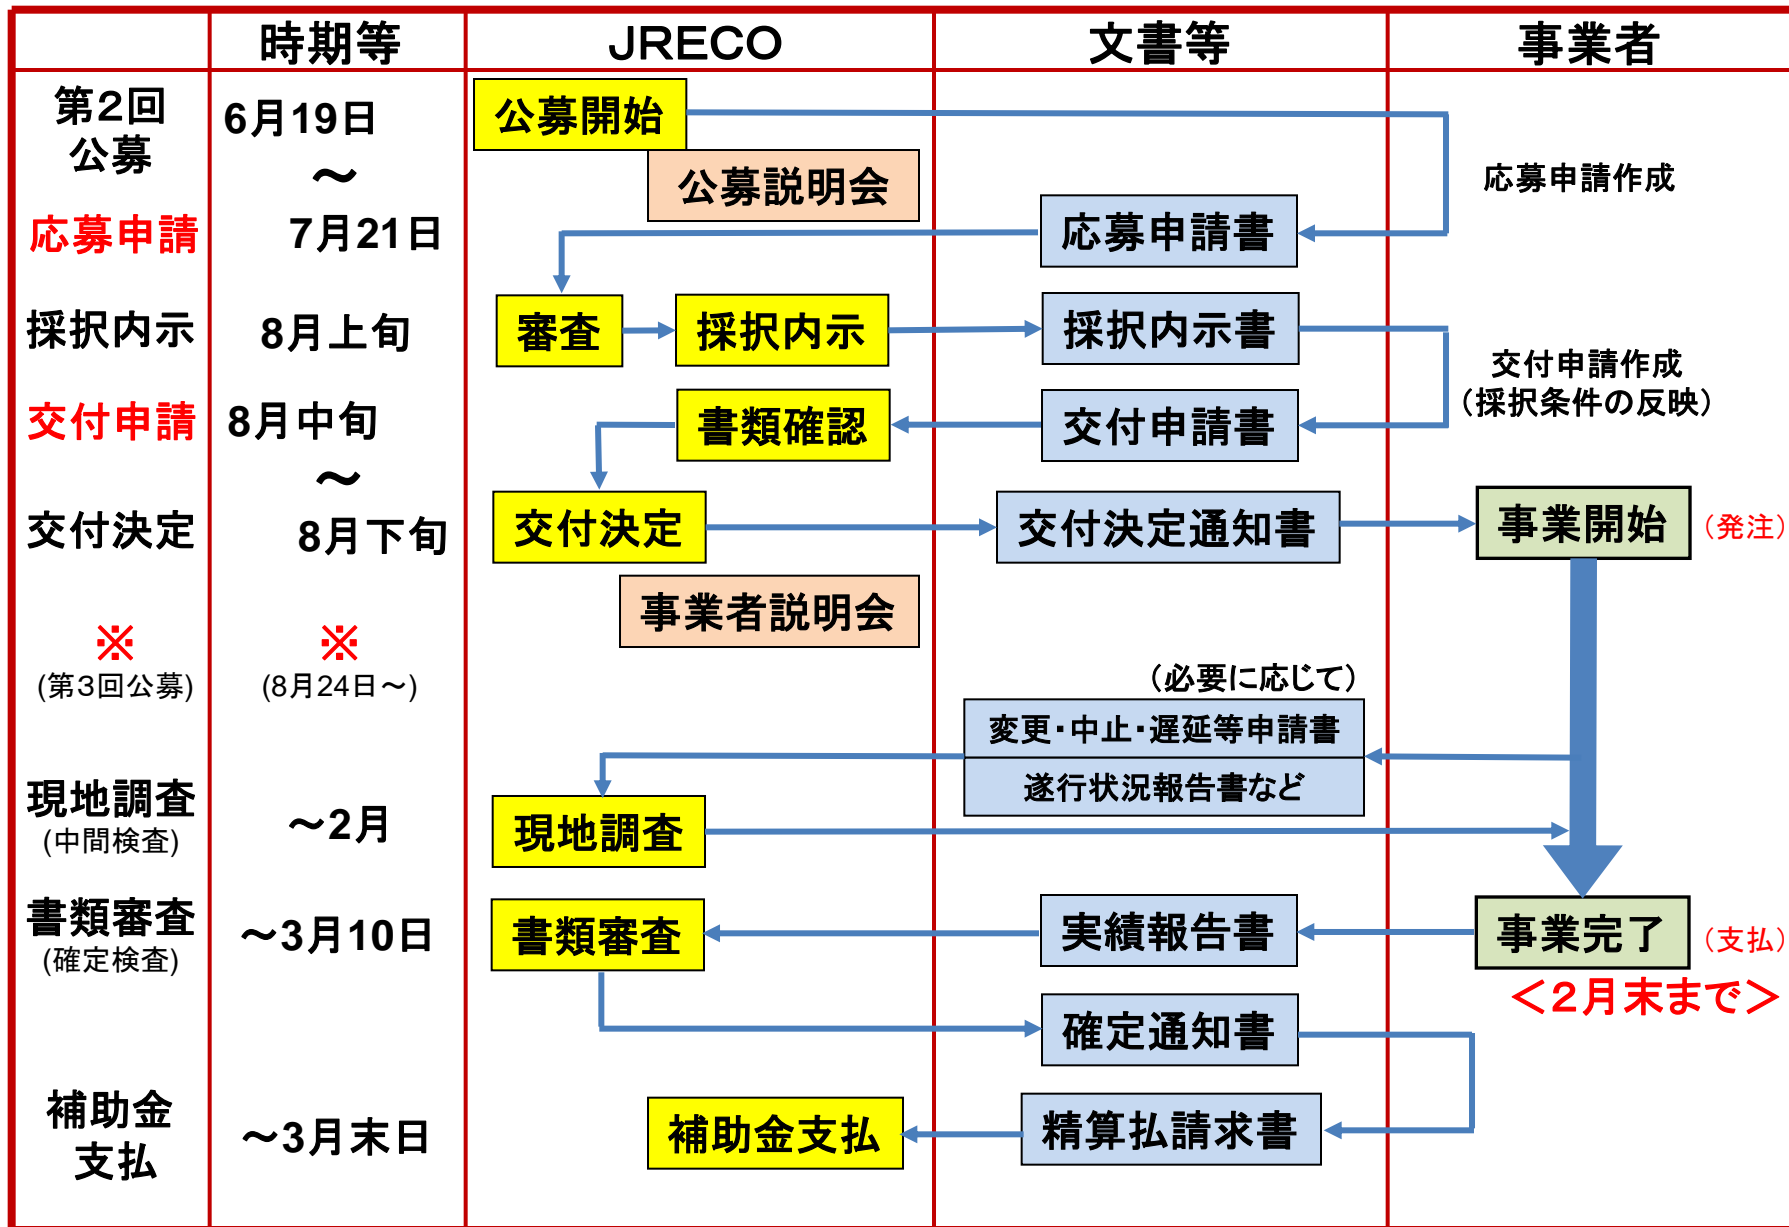 時期等
JRECO
文書等
事業者
第2回
公募
6月19日
～
公募開始
公募説明会
応募申請作成
応募申請
7月21日
応募申請書
採択内示
8月上旬
審査
採択内示
採択内示書
交付申請作成
(採択条件の反映)
交付申請
8月中旬
～
書類確認
交付申請書
交付決定
8月下旬
交付決定
交付決定通知書
事業開始
(発注)
事業者説明会
※
(第3回公募)
※
(8月24日～)
(必要に応じて)
変更・中止・遅延等申請書
遂行状況報告書など
現地調査
(中間検査)
～2月
現地調査
書類審査
(確定検査)
～3月10日
書類審査
実績報告書
事業完了
(支払)
＜2月末まで＞
確定通知書
補助金
支払
～3月末日
補助金支払
精算払請求書